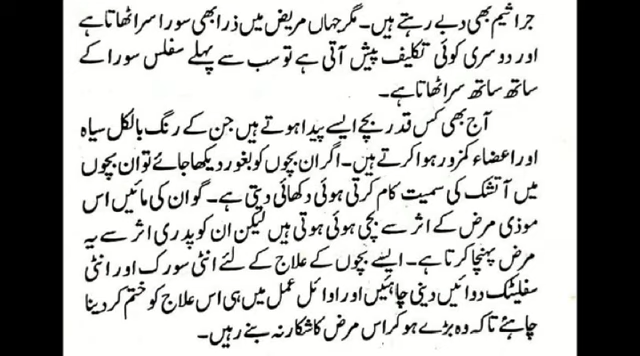 جراثیم بھی دبے رہتے ہیں۔ مگر جہاں مریض میں ذرا بھی سورا سر اٹھاتا ہے
اور دوسری کوئی تکلیف پیش آتی ہے تو سب سے پہلے سفلس سورا کے
ساتھ ساتھ سر اٹھاتا ہے۔
آج بھی کس قدر بچے ایسے پیدا ہوتے ہیں جن کے رنگ بالکل سیاہ
اور اعضاء کمزور ہوا کرتے ہیں۔ اگر ان بچوں کو بغور دیکھا جائے تو ان بچوں
میں آتشک کی سمیت کام کرتی ہوئی دکھائی دیتی ہے۔ گو ان کی مائیں اس
موذی مرض کے اثر سے بچی ہوئی ہوتی ہیں لیکن ان کو پدری اثر سے یہ
مرض پہنچا کرتا ہے۔ ایسے بچوں کے علاج کے لئے انٹی سورک اور انٹی
سفلیٹک دوائیں دینی چاہئیں اور اوائل عمل میں ہی اس علاج کو ختم کر دینا
چاہئے تاکہ وہ بڑے ہو کر اس مرض کا شکار نہ بنے رہیں۔